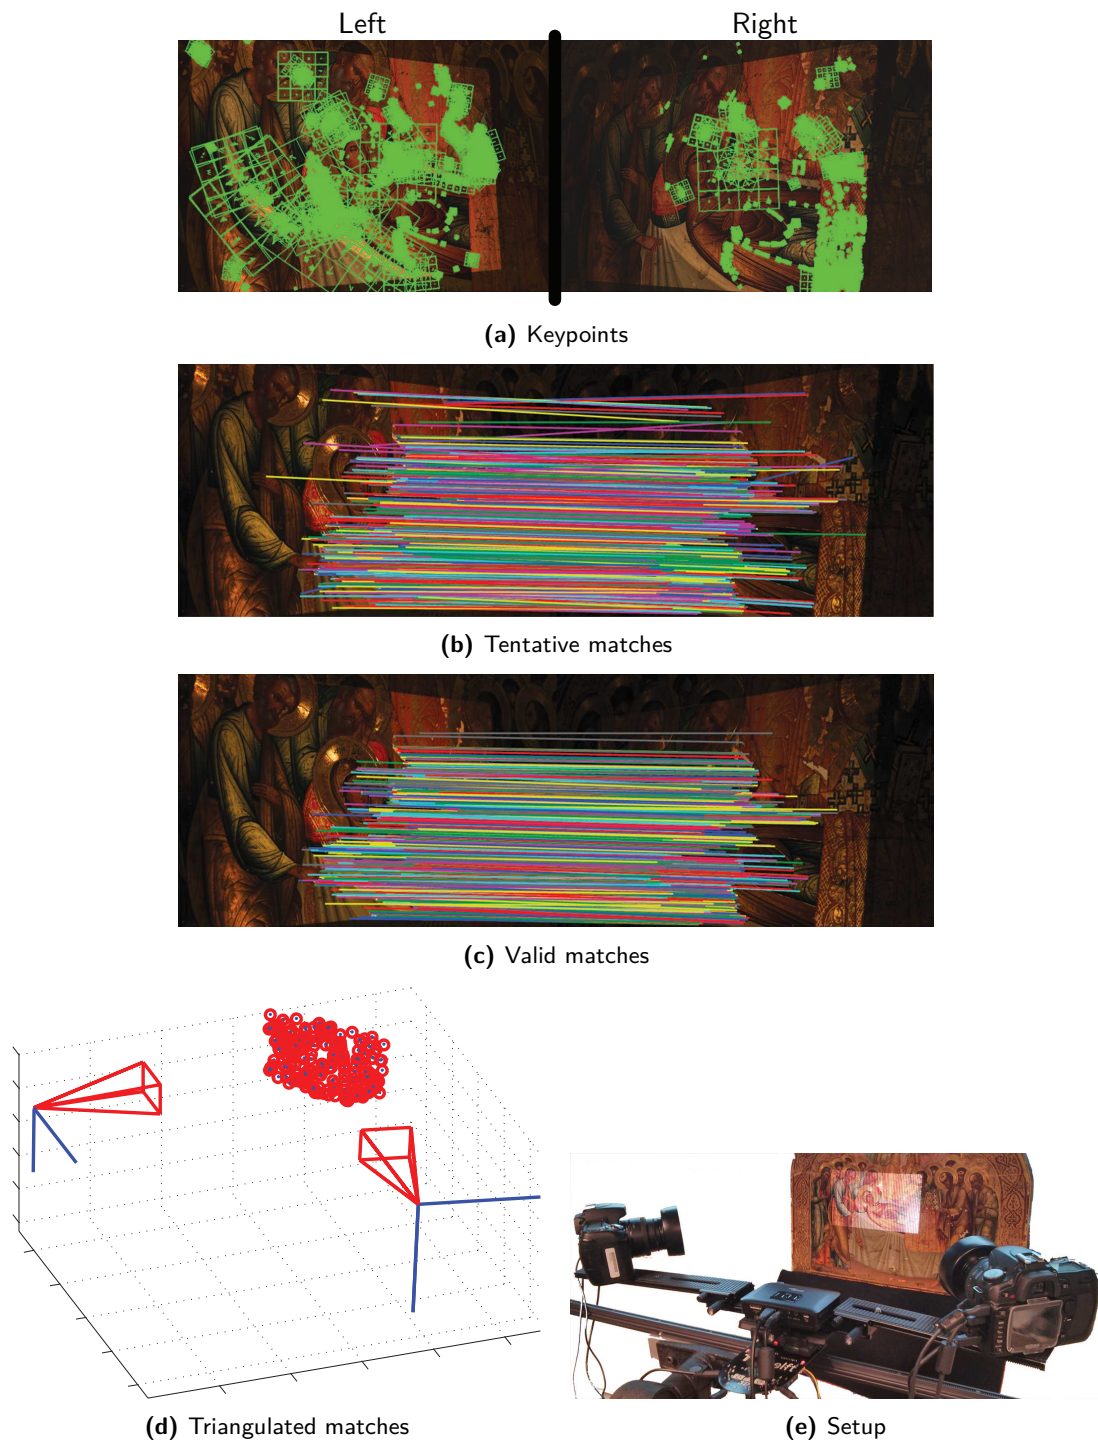 Left
Right
(a) Keypoints
(b) Tentative matches
(c) Valid matches
(d) Triangulated matches
(e) Setup